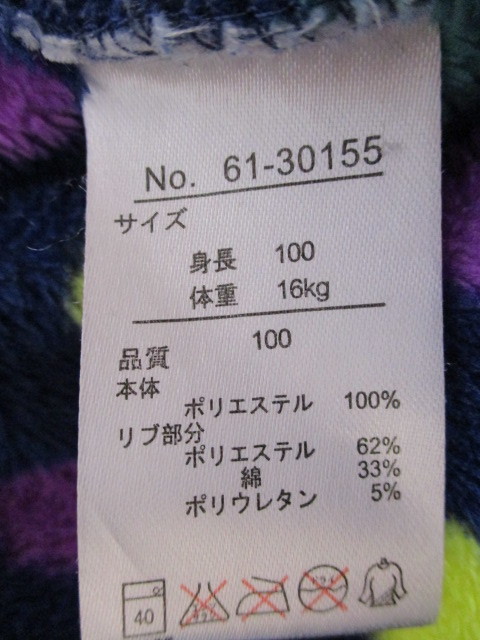 No. 61-30155
サイズ
身長 100
体重 16kg
100
品質
本体
ポリエステル 100%
リブ部分
ポリエステル 62%
綿 33%
ポリウレタン 5%
40